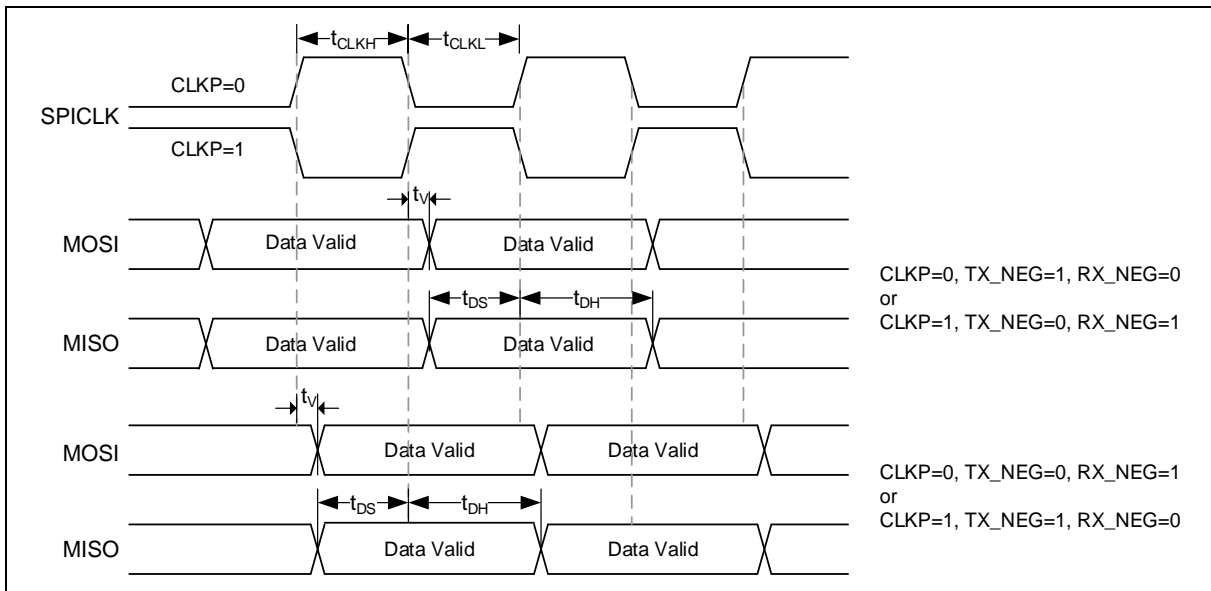 tCLKH
tCLKL
CLKP=0
SPICLK
CLKP=1
tV
MOSI
Data Valid
Data Valid
CLKP=0, TX_NEG=1, RX_NEG=0
or
CLKP=1, TX_NEG=0, RX_NEG=1
tDS
tDH
MISO
Data Valid
Data Valid
tV
MOSI
Data Valid
Data Valid
CLKP=0, TX_NEG=0, RX_NEG=1
or
CLKP=1, TX_NEG=1, RX_NEG=0
tDS
tDH
MISO
Data Valid
Data Valid